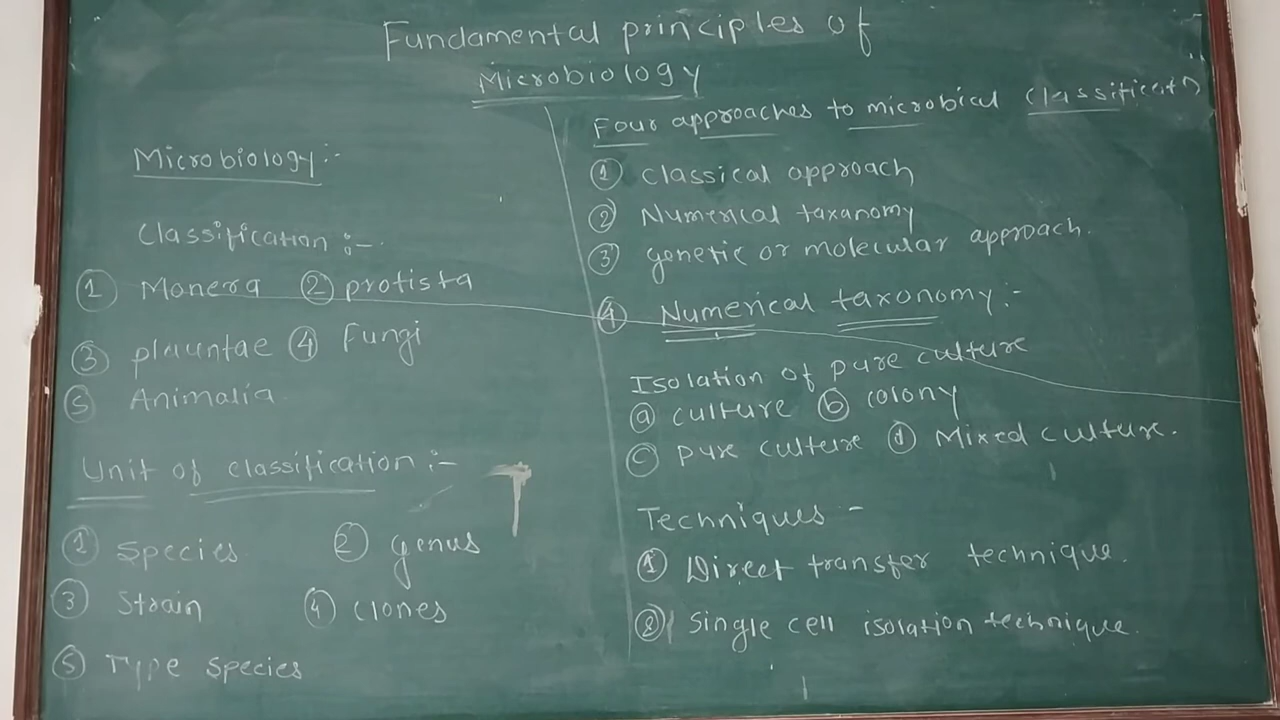 Fundamental principles of
Microbiology
Microbiology:-
Classification :-
① Monera ② protista
③ plauntae ④ Fungi
⑤ Animalia
Unit of classification :-
① Species ② genus
③ Strain ④ clones
⑤ Type species
Four approaches to microbial
① classical approach
② Numerical taxanomy
③ genetic or molecular approach.
④ Numerical taxonomy:-
Isolation of pure culture
ⓐ culture ⓑ colony
ⓒ pure culture ⓓ Mixed culture.
Techniques -
① Direct transfer technique.
② Single cell isolation technique.